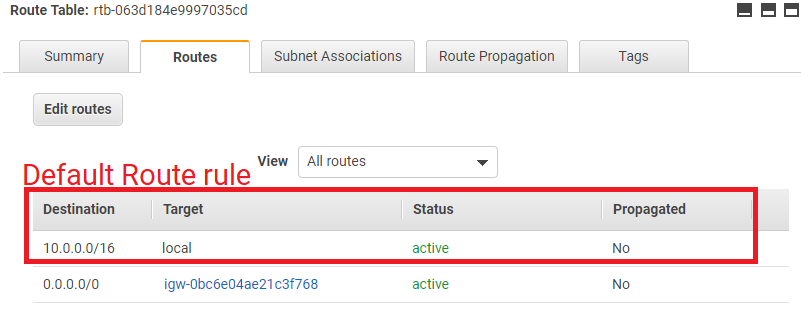 Route Table: rtb-063d184e9997035cd
Summary Routes Subnet Associations Route Propagation Tags
Edit routes
View All routes
Default Route rule
Destination Target Status Propagated
10.0.0.0/16 local active No
0.0.0.0/0 igw-0bc6e04ae21c3f768 active No